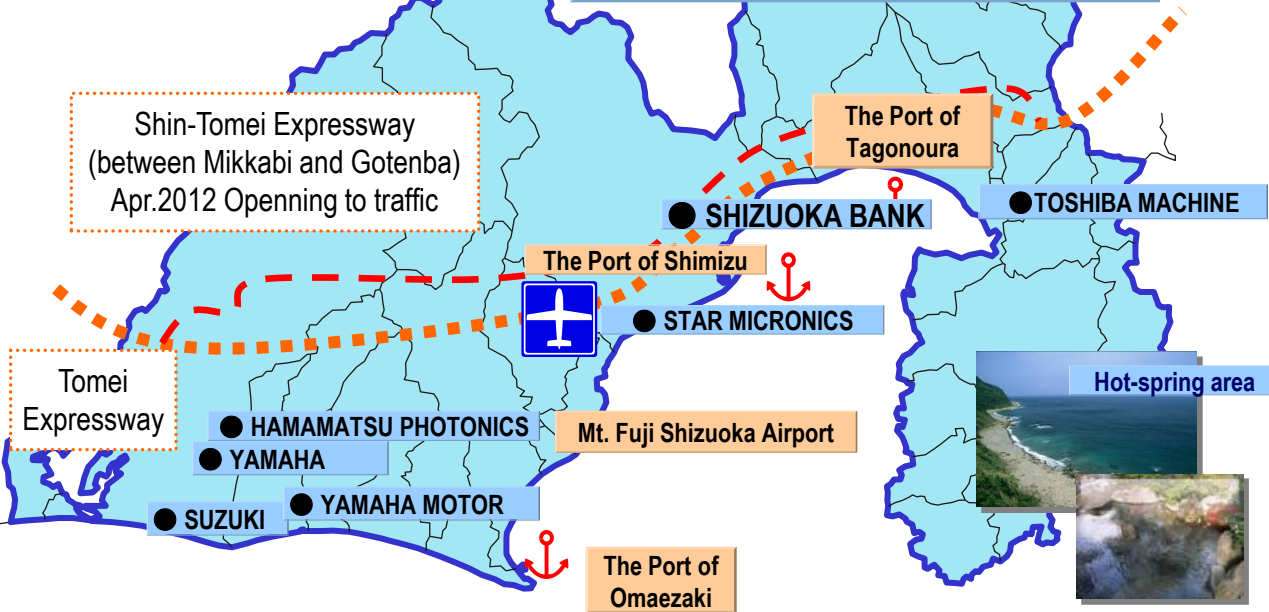 Shin-Tomei Expressway
(between Mikkabi and Gotenba)
Apr.2012 Openning to traffic
The Port of
Tagonoura
TOSHIBA MACHINE
SHIZUOKA BANK
The Port of Shimizu
STAR MICRONICS
Tomei
Expressway
Hot-spring area
HAMAMATSU PHOTONICS
Mt. Fuji Shizuoka Airport
YAMAHA
YAMAHA MOTOR
SUZUKI
The Port of
Omaezaki